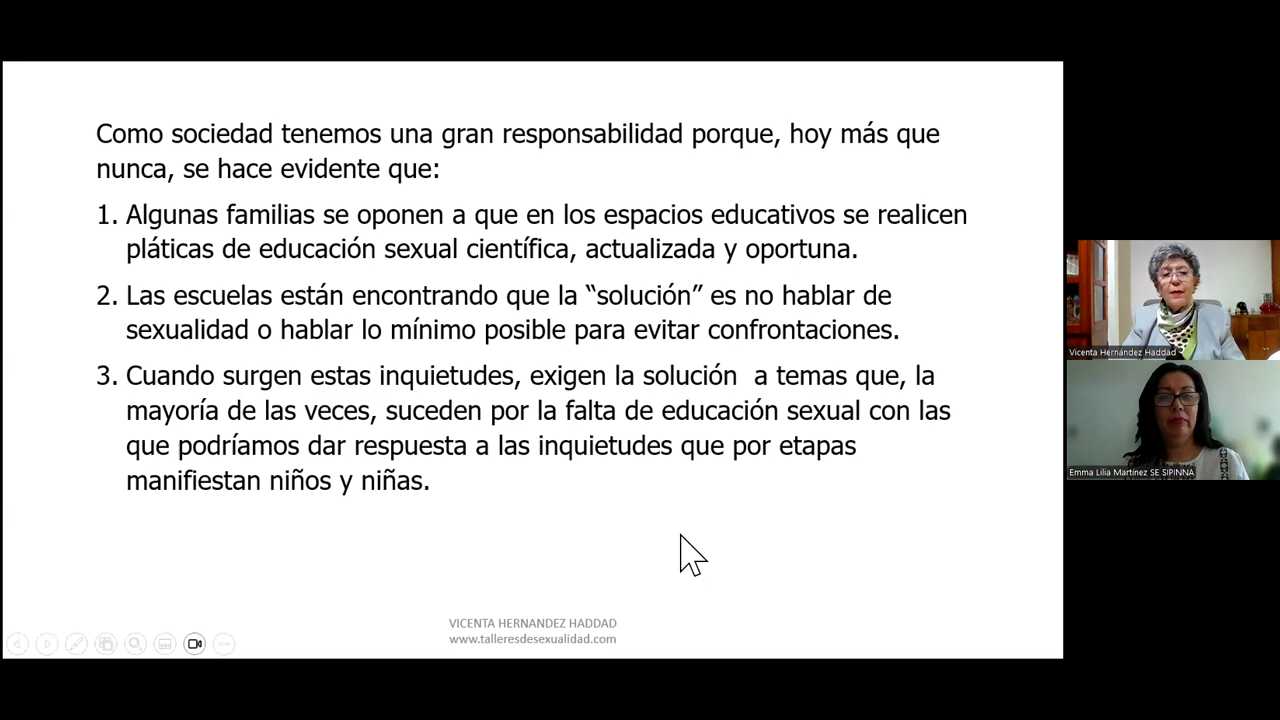 Como sociedad tenemos una gran responsabilidad porque, hoy más que
nunca, se hace evidente que:
1. Algunas familias se oponen a que en los espacios educativos se realicen
pláticas de educación sexual científica, actualizada y oportuna.
2. Las escuelas están encontrando que la “solución” es no hablar de
sexualidad o hablar lo mínimo posible para evitar confrontaciones.
3. Cuando surgen estas inquietudes, exigen la solución  a temas que, la
mayoría de las veces, suceden por la falta de educación sexual con las
que podríamos dar respuesta a las inquietudes que por etapas
manifiestan niños y niñas.
VICENTA HERNANDEZ HADDAD
www.talleresdesexualidad.com
Vicenta Hernández Haddad
Emma Lilia Martínez SE SIPINNA